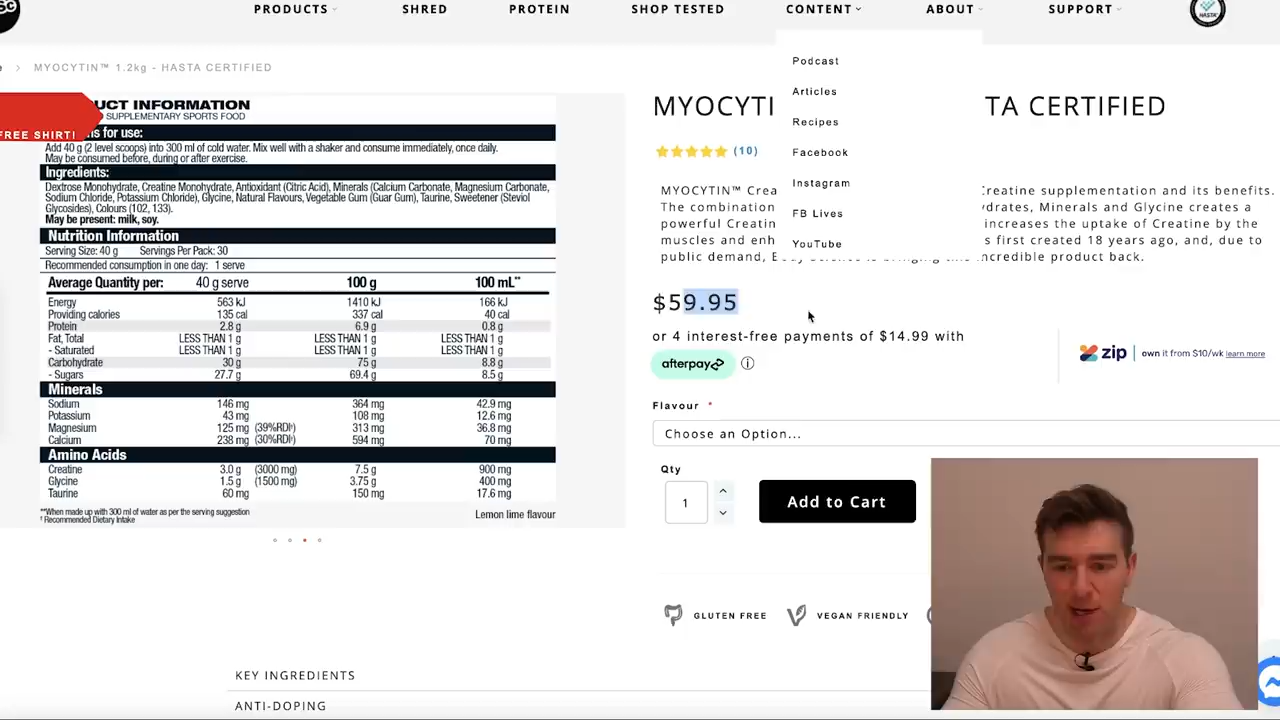 SC
PRODUCTS
SHRED
PROTEIN
SHOP TESTED
CONTENT
ABOUT
SUPPORT
HASTA
MYOCYTIN™ 1.2kg - HASTA CERTIFIED
Podcast
Articles
Recipes
Facebook
Instagram
FB Lives
YouTube
FREE SHIRT!
UCT INFORMATION
SUPPLEMENTARY SPORTS FOOD
ns for use:
Add 40 g (2 level scoops) into 300 ml of cold water. Mix well with a shaker and consume immediately, once daily.
May be consumed before, during or after exercise.
Ingredients:
Dextrose Monohydrate, Creatine Monohydrate, Antioxidant (Citric Acid), Minerals (Calcium Carbonate, Magnesium Carbonate,
Sodium Chloride, Potassium Chloride), Glycine, Natural Flavours, Vegetable Gum (Guar Gum), Taurine, Sweetener (Steviol
Glycosides), Colours (102, 133).
May be present: milk, soy.
Nutrition Information
Serving Size: 40 g Servings Per Pack: 30
Recommended consumption in one day: 1 serve
Average Quantity per: 40 g serve 100 g 100 mL**
Energy 563 kJ 1410 kJ 166 kJ
Providing calories 135 cal 337 cal 40 cal
Protein 2.8 g 6.9 g 0.8 g
Fat, Total LESS THAN 1 g LESS THAN 1 g LESS THAN 1 g
- Saturated LESS THAN 1 g LESS THAN 1 g LESS THAN 1 g
Carbohydrate 30 g 75 g 8.8 g
- Sugars 27.7 g 69.4 g 8.5 g
Minerals
Sodium 146 mg 364 mg 42.9 mg
Potassium 43 mg 108 mg 12.6 mg
Magnesium 125 mg (39%RDI†) 313 mg 36.8 mg
Calcium 238 mg (30%RDI†) 594 mg 70 mg
Amino Acids
Creatine 3.0 g (3000 mg) 7.5 g 900 mg
Glycine 1.5 g (1500 mg) 3.75 g 400 mg
Taurine 60 mg 150 mg 17.6 mg
**When made up with 300 ml of water as per the serving suggestion
† Recommended Dietary Intake
Lemon lime flavour
MYOCYTI TA CERTIFIED
(10)
MYOCYTIN™ Crea Creatine supplementation and its benefits.
The combination ydrates, Minerals and Glycine creates a
powerful Creatin increases the uptake of Creatine by the
muscles and enh s first created 18 years ago, and, due to
public demand, Body Science is bringing this incredible product back.
$59.95
or 4 interest-free payments of $14.99 with
afterpay
zip own it from $10/wk learn more
Flavour *
Choose an Option...
Qty
1
Add to Cart
GLUTEN FREE
VEGAN FRIENDLY
KEY INGREDIENTS
ANTI-DOPING